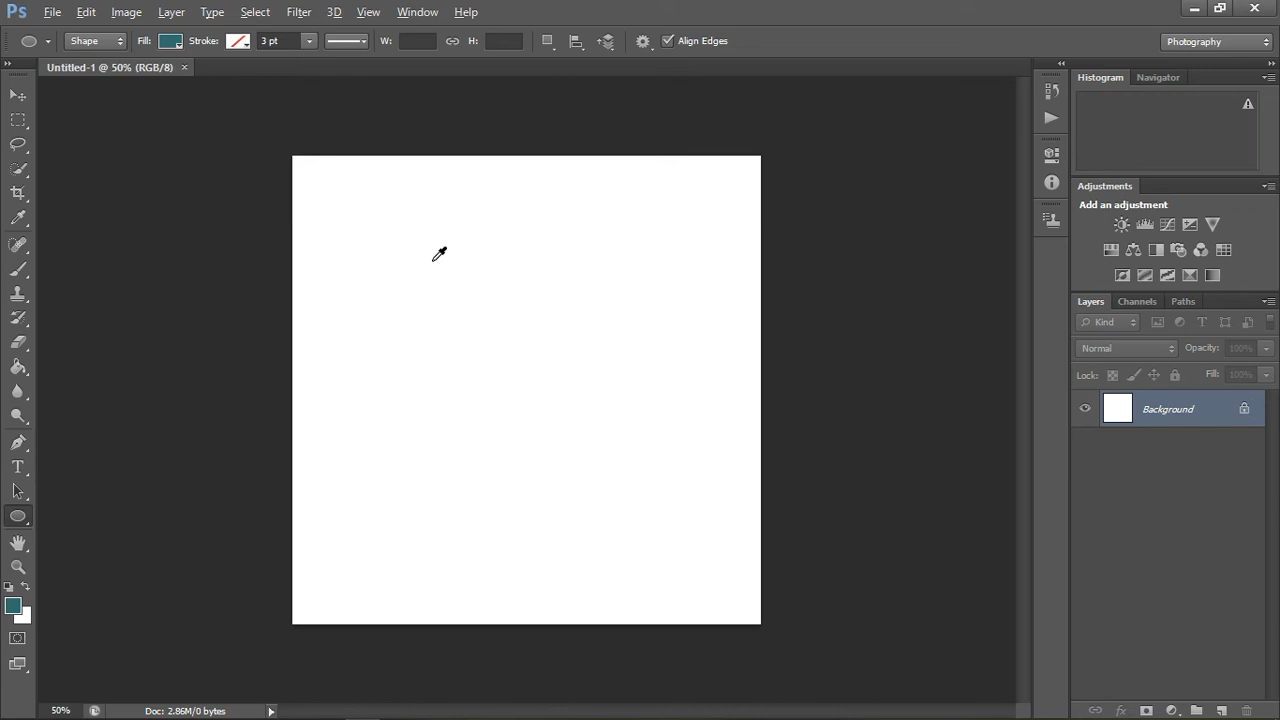 Ps File Edit Image Layer Type Select Filter 3D View Window Help
Shape Fill: Stroke: 3 pt W: H: Align Edges Photography
Untitled-1 @ 50% (RGB/8) ×
Histogram Navigator
Adjustments
Add an adjustment
Layers Channels Paths
Kind
Normal Opacity: 100%
Lock: Fill: 100%
Background
50% Doc: 2.86M/0 bytes